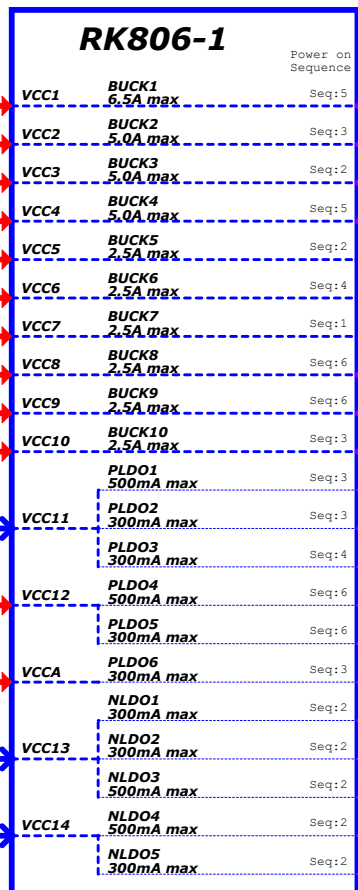 RK806-1
Power on
Sequence
VCC1 BUCK1 6.5A max Seq:5
VCC2 BUCK2 5.0A max Seq:3
VCC3 BUCK3 5.0A max Seq:2
VCC4 BUCK4 5.0A max Seq:5
VCC5 BUCK5 2.5A max Seq:2
VCC6 BUCK6 2.5A max Seq:4
VCC7 BUCK7 2.5A max Seq:1
VCC8 BUCK8 2.5A max Seq:6
VCC9 BUCK9 2.5A max Seq:6
VCC10 BUCK10 2.5A max Seq:3
PLDO1 500mA max Seq:3
VCC11 PLDO2 300mA max Seq:3
PLDO3 300mA max Seq:4
VCC12 PLDO4 500mA max Seq:6
PLDO5 300mA max Seq:6
VCCA PLDO6 300mA max Seq:3
NLDO1 300mA max Seq:2
VCC13 NLDO2 300mA max Seq:2
NLDO3 500mA max Seq:2
VCC14 NLDO4 500mA max Seq:2
NLDO5 300mA max Seq:2